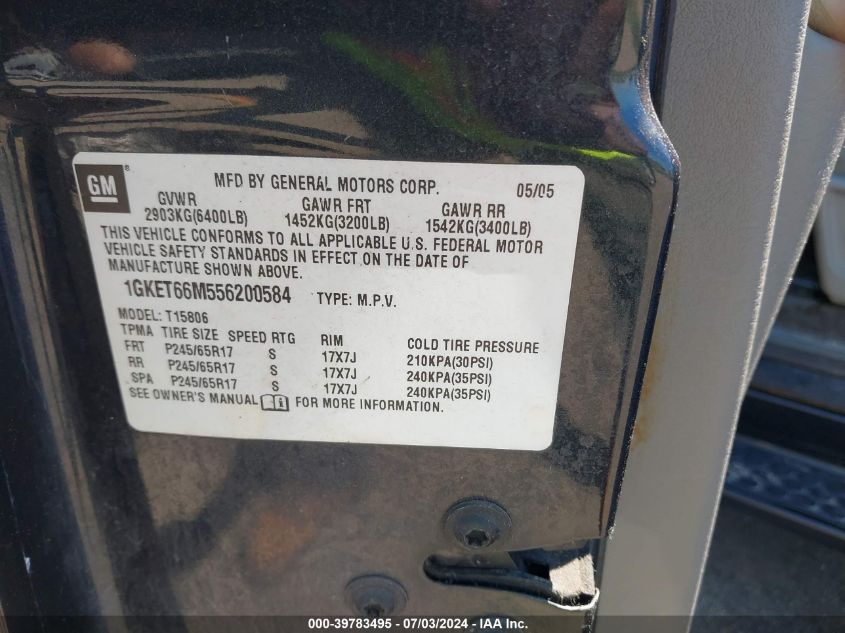 GM® MFD BY GENERAL MOTORS CORP. 05/05
GVWR GAWR FRT GAWR RR
2903KG(6400LB) 1452KG(3200LB) 1542KG(3400LB)
THIS VEHICLE CONFORMS TO ALL APPLICABLE U.S. FEDERAL MOTOR
VEHICLE SAFETY STANDARDS IN EFFECT ON THE DATE OF
MANUFACTURE SHOWN ABOVE.
1GKET66M556200584 TYPE: M.P.V.
MODEL: T15806
TPMA TIRE SIZE SPEED RTG RIM COLD TIRE PRESSURE
FRT P245/65R17 S 17X7J 210KPA(30PSI)
RR P245/65R17 S 17X7J 240KPA(35PSI)
SPA P245/65R17 S 17X7J 240KPA(35PSI)
SEE OWNER'S MANUAL FOR MORE INFORMATION.
000-39783495 - 07/03/2024 - IAA Inc.